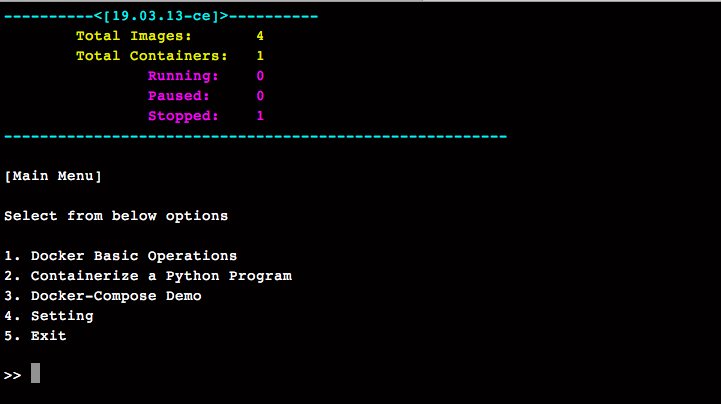 ----------<[19.03.13-ce]>----------
Total Images: 4
Total Containers: 1
Running: 0
Paused: 0
Stopped: 1
--------------------------------------------------------
[Main Menu]
Select from below options
1. Docker Basic Operations
2. Containerize a Python Program
3. Docker-Compose Demo
4. Setting
5. Exit
>>